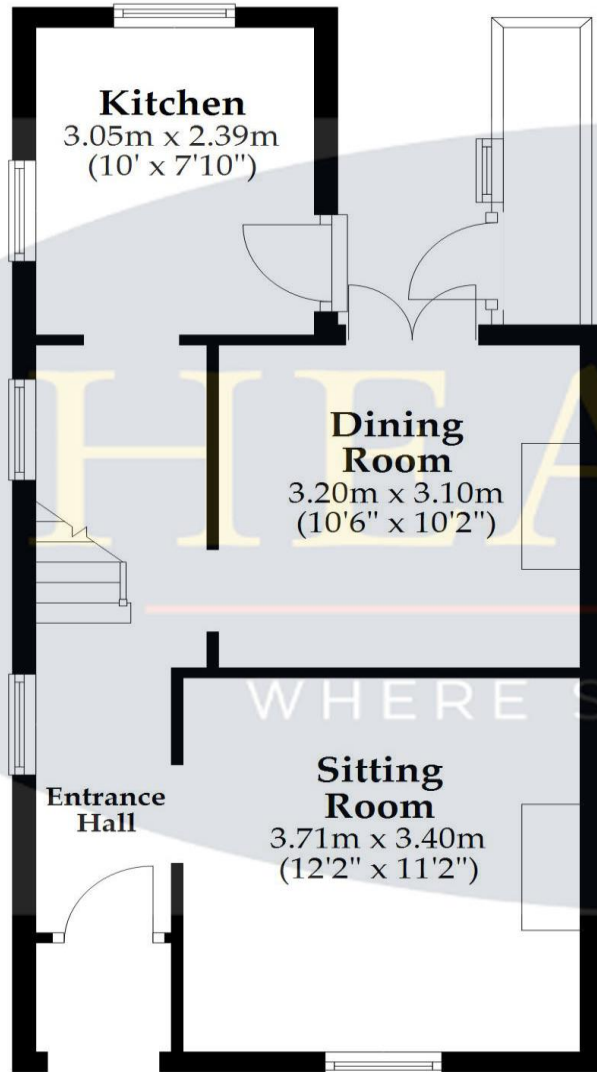 Kitchen
3.05m x 2.39m
(10' x 7'10")
Dining
Room
3.20m x 3.10m
(10'6" x 10'2")
Sitting
Room
3.71m x 3.40m
(12'2" x 11'2")
Entrance
Hall
WHERE